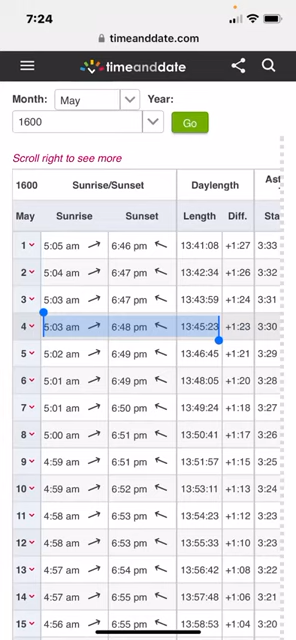 7:24
timeanddate.com
timeanddate
Month: May Year:
1600 Go
Scroll right to see more
1600 Sunrise/Sunset Daylength Ast
May Sunrise Sunset Length Diff. Sta
1 5:05 am 6:46 pm 13:41:08 +1:27 3:33
2 5:04 am 6:47 pm 13:42:34 +1:26 3:32
3 5:03 am 6:47 pm 13:43:59 +1:24 3:31
4 5:03 am 6:48 pm 13:45:23 +1:23 3:30
5 5:02 am 6:49 pm 13:46:45 +1:21 3:29
6 5:01 am 6:49 pm 13:48:05 +1:20 3:28
7 5:01 am 6:50 pm 13:49:24 +1:18 3:27
8 5:00 am 6:51 pm 13:50:41 +1:17 3:26
9 4:59 am 6:51 pm 13:51:57 +1:15 3:25
10 4:59 am 6:52 pm 13:53:11 +1:13 3:24
11 4:58 am 6:53 pm 13:54:23 +1:12 3:23
12 4:58 am 6:53 pm 13:55:33 +1:10 3:23
13 4:57 am 6:54 pm 13:56:42 +1:08 3:22
14 4:57 am 6:55 pm 13:57:48 +1:06 3:21
15 4:56 am 6:55 pm 13:58:53 +1:04 3:20